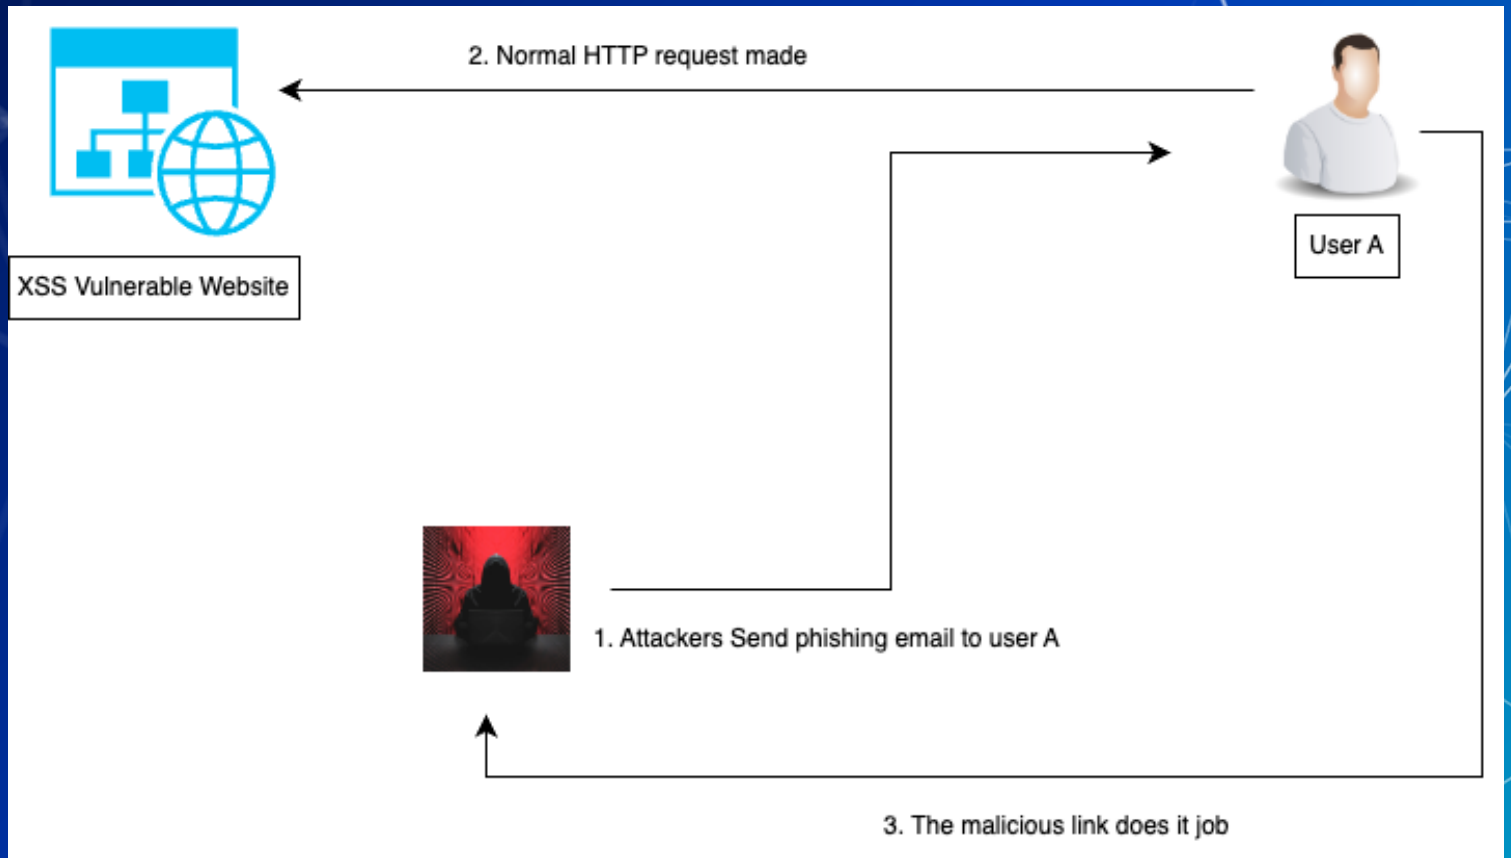 2. Normal HTTP request made
User A
XSS Vulnerable Website
1. Attackers Send phishing email to user A
3. The malicious link does it job